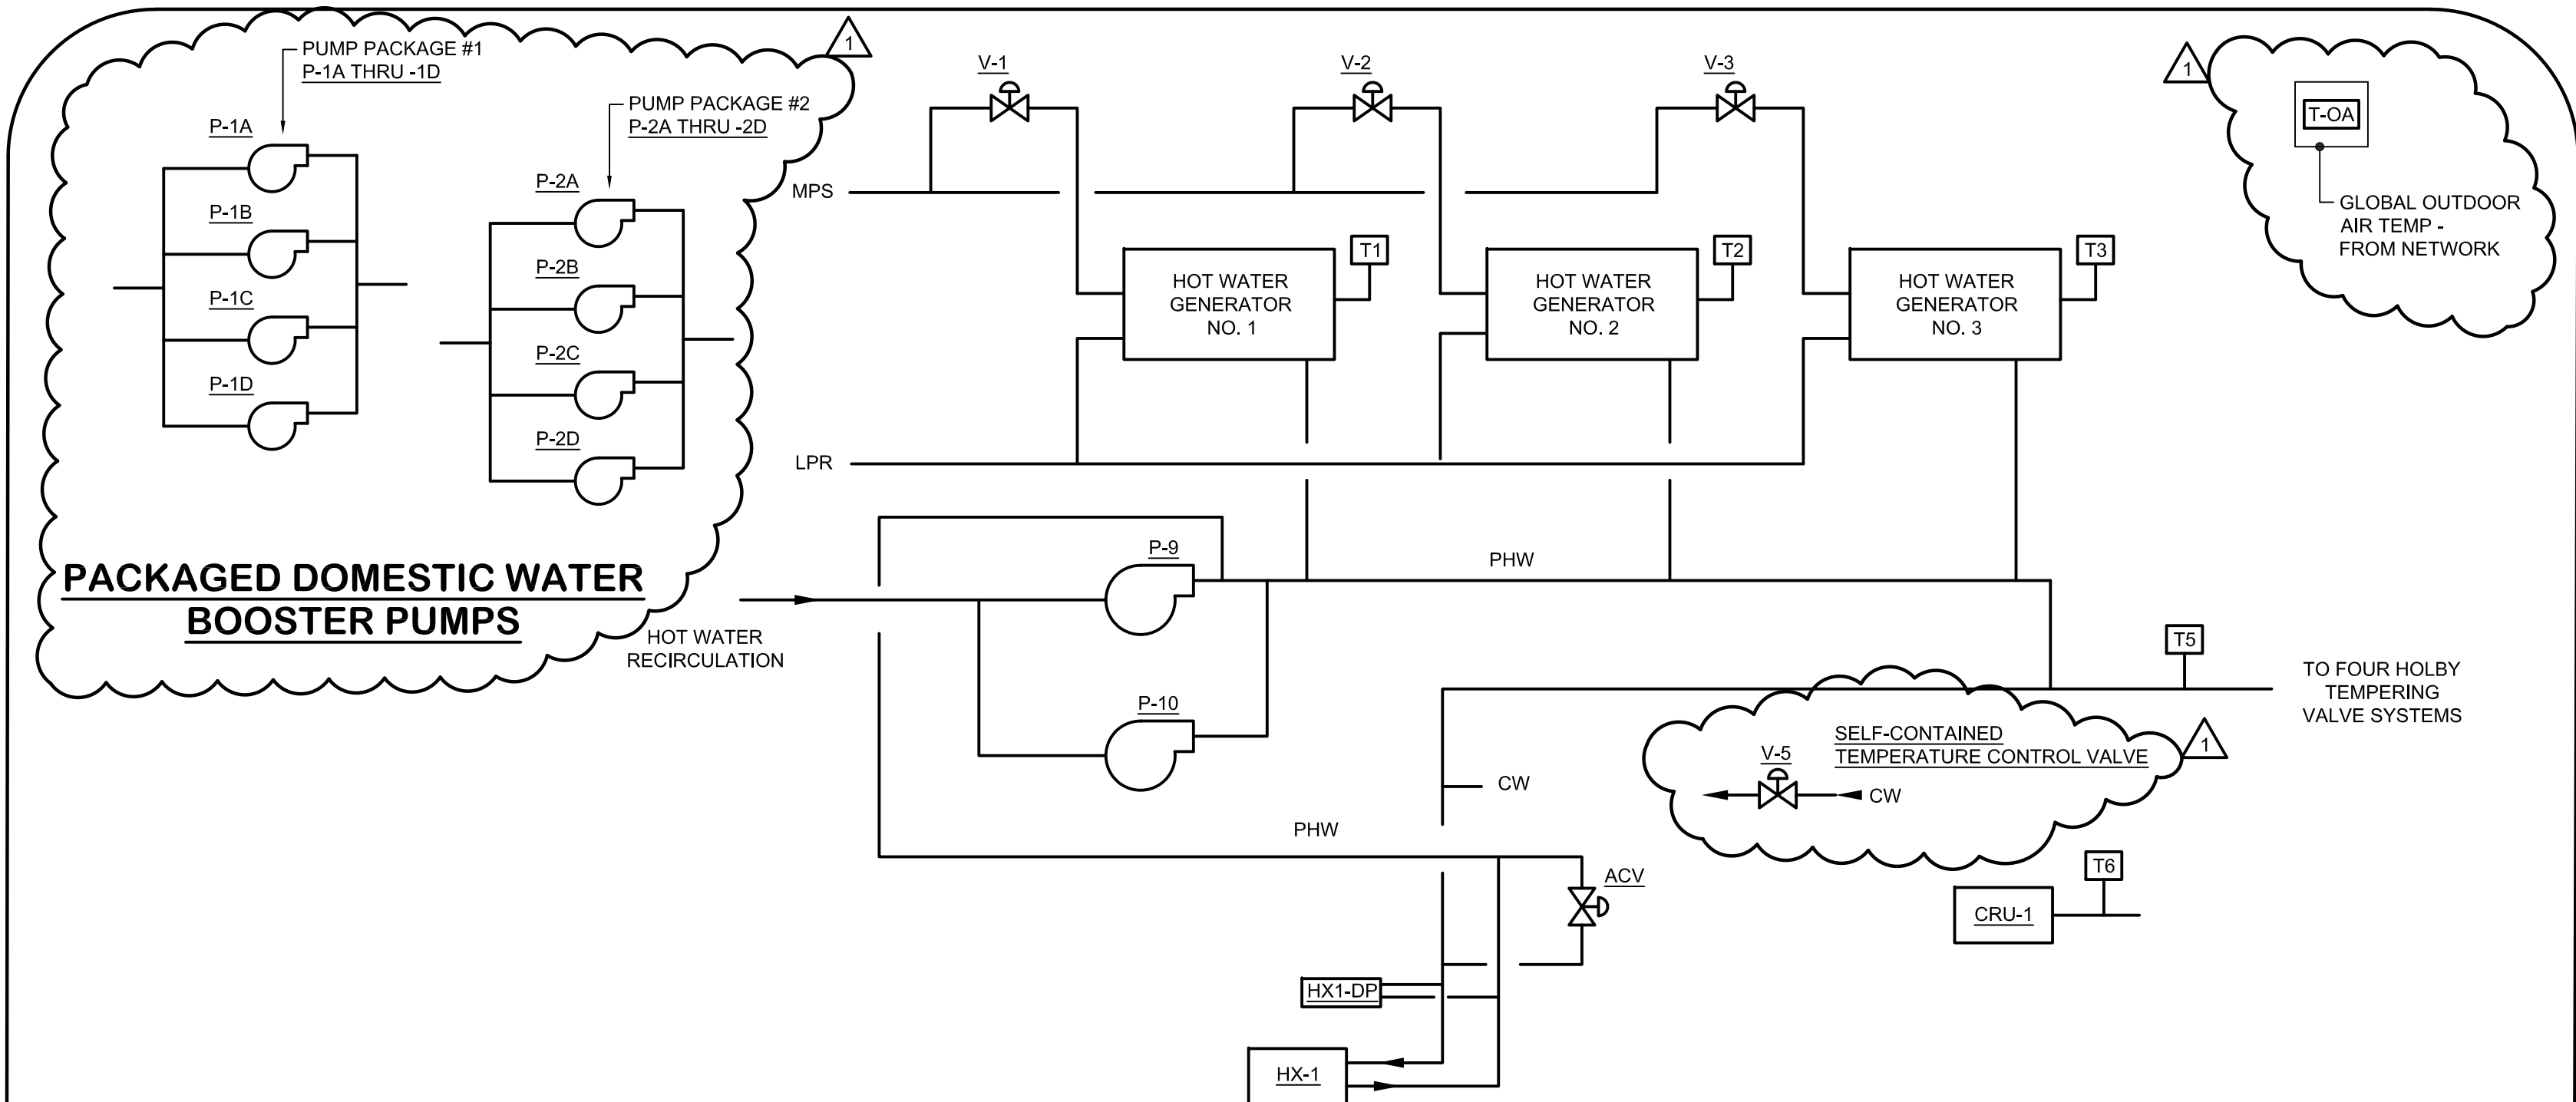 PUMP PACKAGE #1
P-1A THRU -1D
1
PUMP PACKAGE #2
P-2A THRU -2D
P-1A
P-1B
P-1C
P-1D
P-2A
P-2B
P-2C
P-2D
PACKAGED DOMESTIC WATER
BOOSTER PUMPS
V-1
V-2
V-3
MPS
T1
T2
T3
HOT WATER
GENERATOR
NO. 1
HOT WATER
GENERATOR
NO. 2
HOT WATER
GENERATOR
NO. 3
LPR
1
T-OA
GLOBAL OUTDOOR
AIR TEMP -
FROM NETWORK
HOT WATER
RECIRCULATION
P-9
P-10
PHW
T5
TO FOUR HOLBY
TEMPERING
VALVE SYSTEMS
SELF-CONTAINED
TEMPERATURE CONTROL VALVE
1
V-5
CW
CW
PHW
ACV
T6
CRU-1
HX1-DP
HX-1